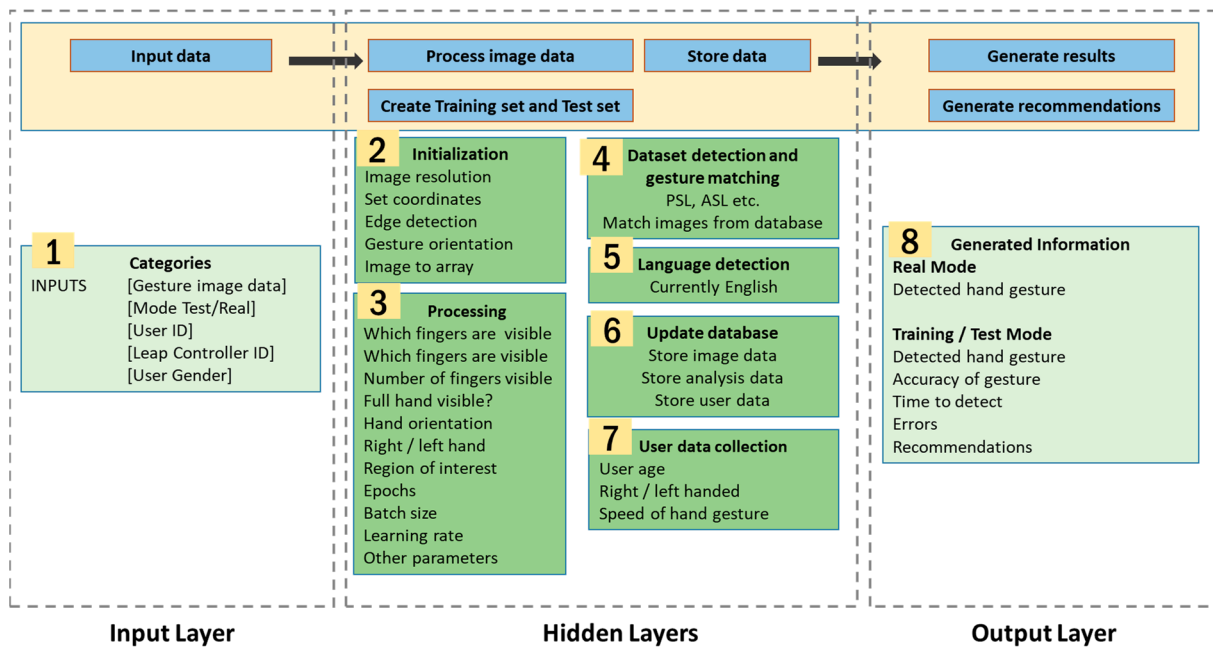 Input data
Process image data
Store data
Generate results
Create Training set and Test set
Generate recommendations
1
Categories
INPUTS
[Gesture image data]
[Mode Test/Real]
[User ID]
[Leap Controller ID]
[User Gender]
2
Initialization
Image resolution
Set coordinates
Edge detection
Gesture orientation
Image to array
3
Processing
Which fingers are visible
Which fingers are visible
Number of fingers visible
Full hand visible?
Hand orientation
Right / left hand
Region of interest
Epochs
Batch size
Learning rate
Other parameters
4
Dataset detection and
gesture matching
PSL, ASL etc.
Match images from database
5
Language detection
Currently English
6
Update database
Store image data
Store analysis data
Store user data
7
User data collection
User age
Right / left handed
Speed of hand gesture
8
Generated Information
Real Mode
Detected hand gesture
Training / Test Mode
Detected hand gesture
Accuracy of gesture
Time to detect
Errors
Recommendations
Input Layer
Hidden Layers
Output Layer